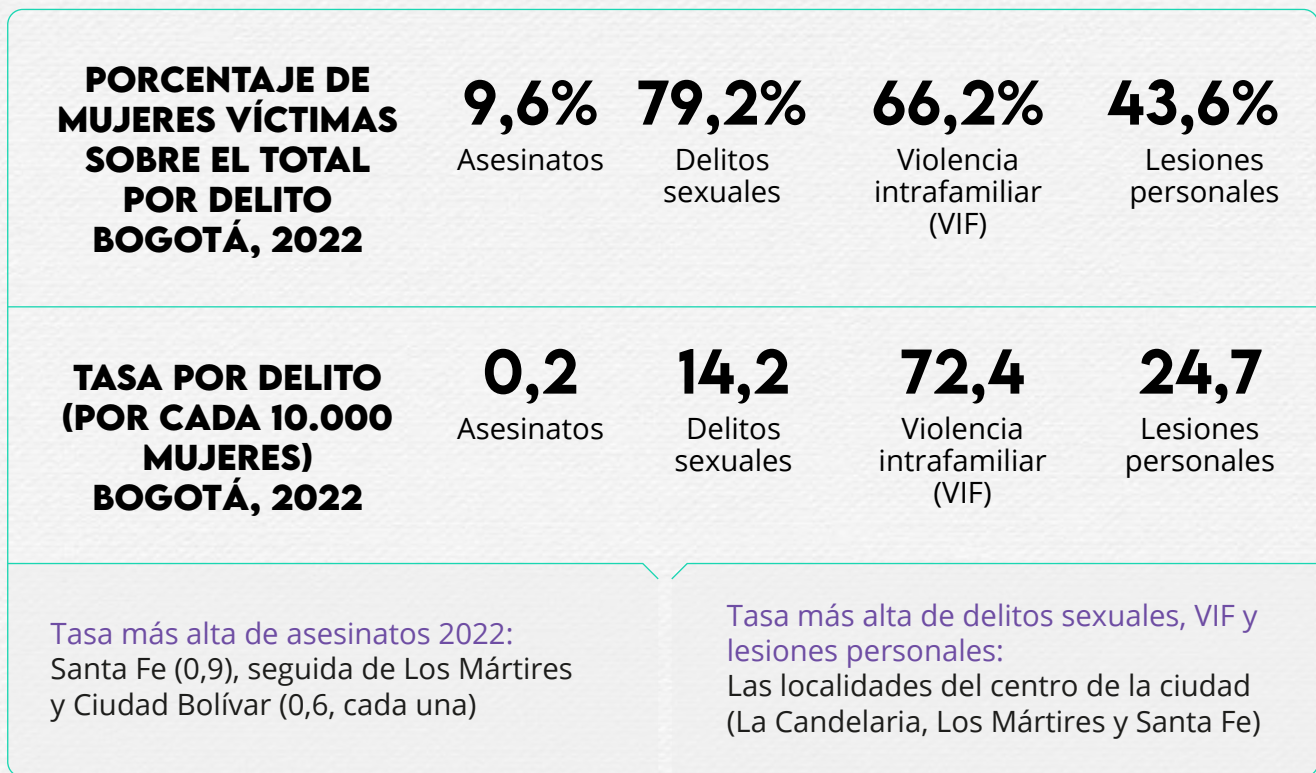 PORCENTAJE DE
MUJERES VÍCTIMAS
SOBRE EL TOTAL
POR DELITO
BOGOTÁ, 2022
9,6%
Asesinatos
79,2%
Delitos
sexuales
66,2%
Violencia
intrafamiliar
(VIF)
43,6%
Lesiones
personales
TASA POR DELITO
(POR CADA 10.000
MUJERES)
BOGOTÁ, 2022
0,2
Asesinatos
14,2
Delitos
sexuales
72,4
Violencia
intrafamiliar
(VIF)
24,7
Lesiones
personales
Tasa más alta de asesinatos 2022:
Santa Fe (0,9), seguida de Los Mártires
y Ciudad Bolívar (0,6, cada una)
Tasa más alta de delitos sexuales, VIF y
lesiones personales:
Las localidades del centro de la ciudad
(La Candelaria, Los Mártires y Santa Fe)